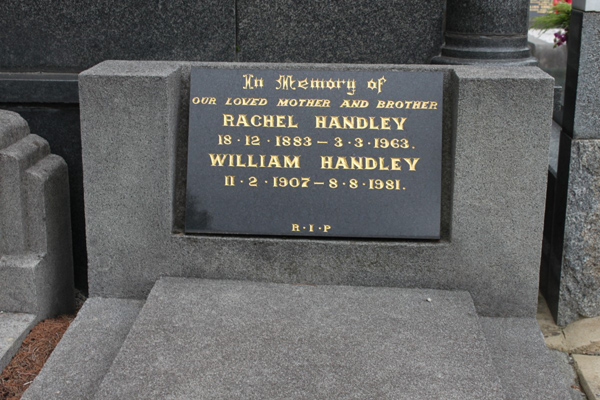 In Memory of
OUR LOVED MOTHER AND BROTHER
RACHEL HANDLEY
18·12·1883 — 3·3·1963.
WILLIAM HANDLEY
11·2·1907 — 8·8·1981.
R·I·P